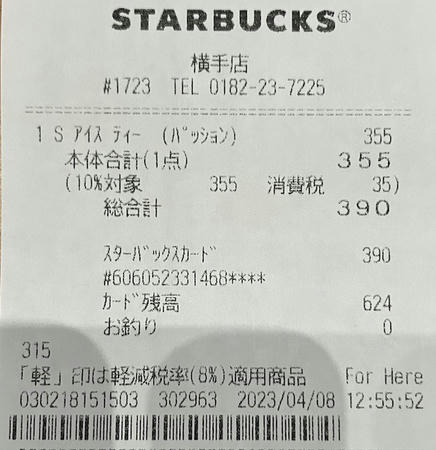 STARBUCKS®
横手店
#1723 TEL 0182-23-7225
1 S ｱｲｽ ﾃｨｰ (ﾊﾟｯｼｮﾝ) 355
本体合計(1点) 355
(10%対象 355 消費税 35)
総合計 390
ｽﾀｰﾊﾞｯｸｽｶｰﾄﾞ 390
#606052331468****
ｶｰﾄﾞ残高 624
お釣り 0
315
「軽」印は軽減税率(8%)適用商品 For Here
030218151503 302963 2023/04/08 12:55:52